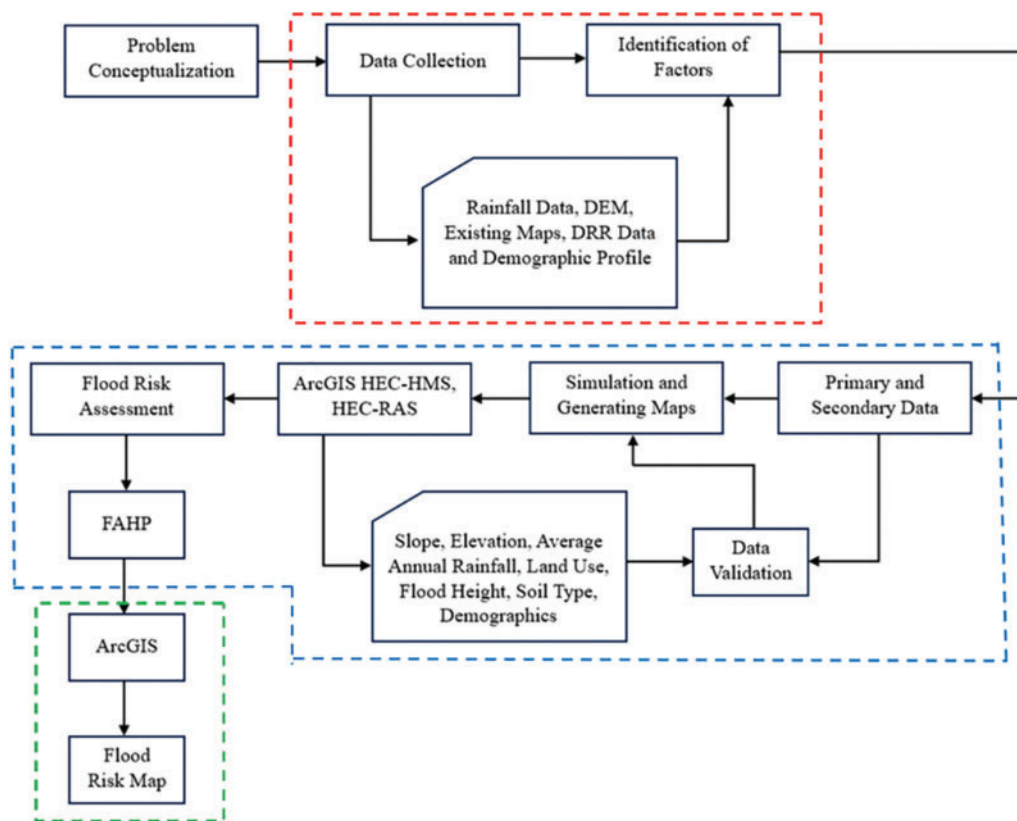 Problem
Conceptualization
Data Collection
Identification of
Factors
Rainfall Data, DEM,
Existing Maps, DRR Data
and Demographic Profile
Flood Risk
Assessment
ArcGIS HEC-HMS,
HEC-RAS
Simulation and
Generating Maps
Primary and
Secondary Data
FAHP
Slope, Elevation, Average
Annual Rainfall, Land Use,
Flood Height, Soil Type,
Demographics
Data
Validation
ArcGIS
Flood
Risk Map